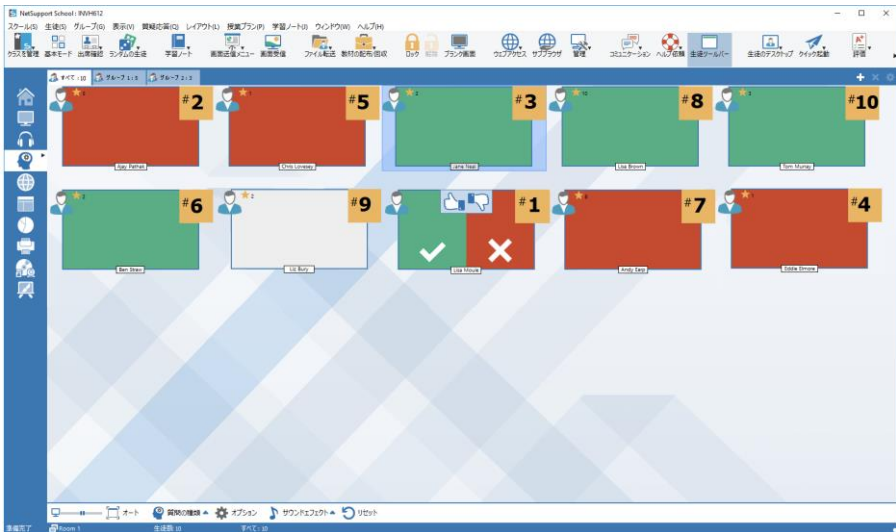 NetSupport School : INVH612
スクール(S) 生徒(S) グループ(G) 表示(V) 質疑応答(Q) レイアウト(L) 授業プラン(P) 学習ノート(J) ウィンドウ(W) ヘルプ(H)
クラスを管理 基本モード 出席確認 ランダムの生徒 学習ノート 画面送信メニュー 画面受信 ファイル転送 教材の配布/回収 ロック 解除 ブランク画面 ウェブアクセス サブブラウザ 管理 コミュニケーション ヘルプ依頼 生徒ツールバー 生徒のデスクトップ クイック起動 評価
すべて : 10 グループ 1 : 5 グループ 2 : 5
#2 #5 #3 #8 #10
Ajay Pathak Chris Lovesey Jana Neal Lisa Brown Tom Murray
#6 #9 #1 #7 #4
Ben Straw Liz Bury Lisa Moule Andy Earp Eddie Elmore
オート 質問の種類 オプション サウンドエフェクト リセット
準備完了 Room 1 生徒数: 10 すべて: 10